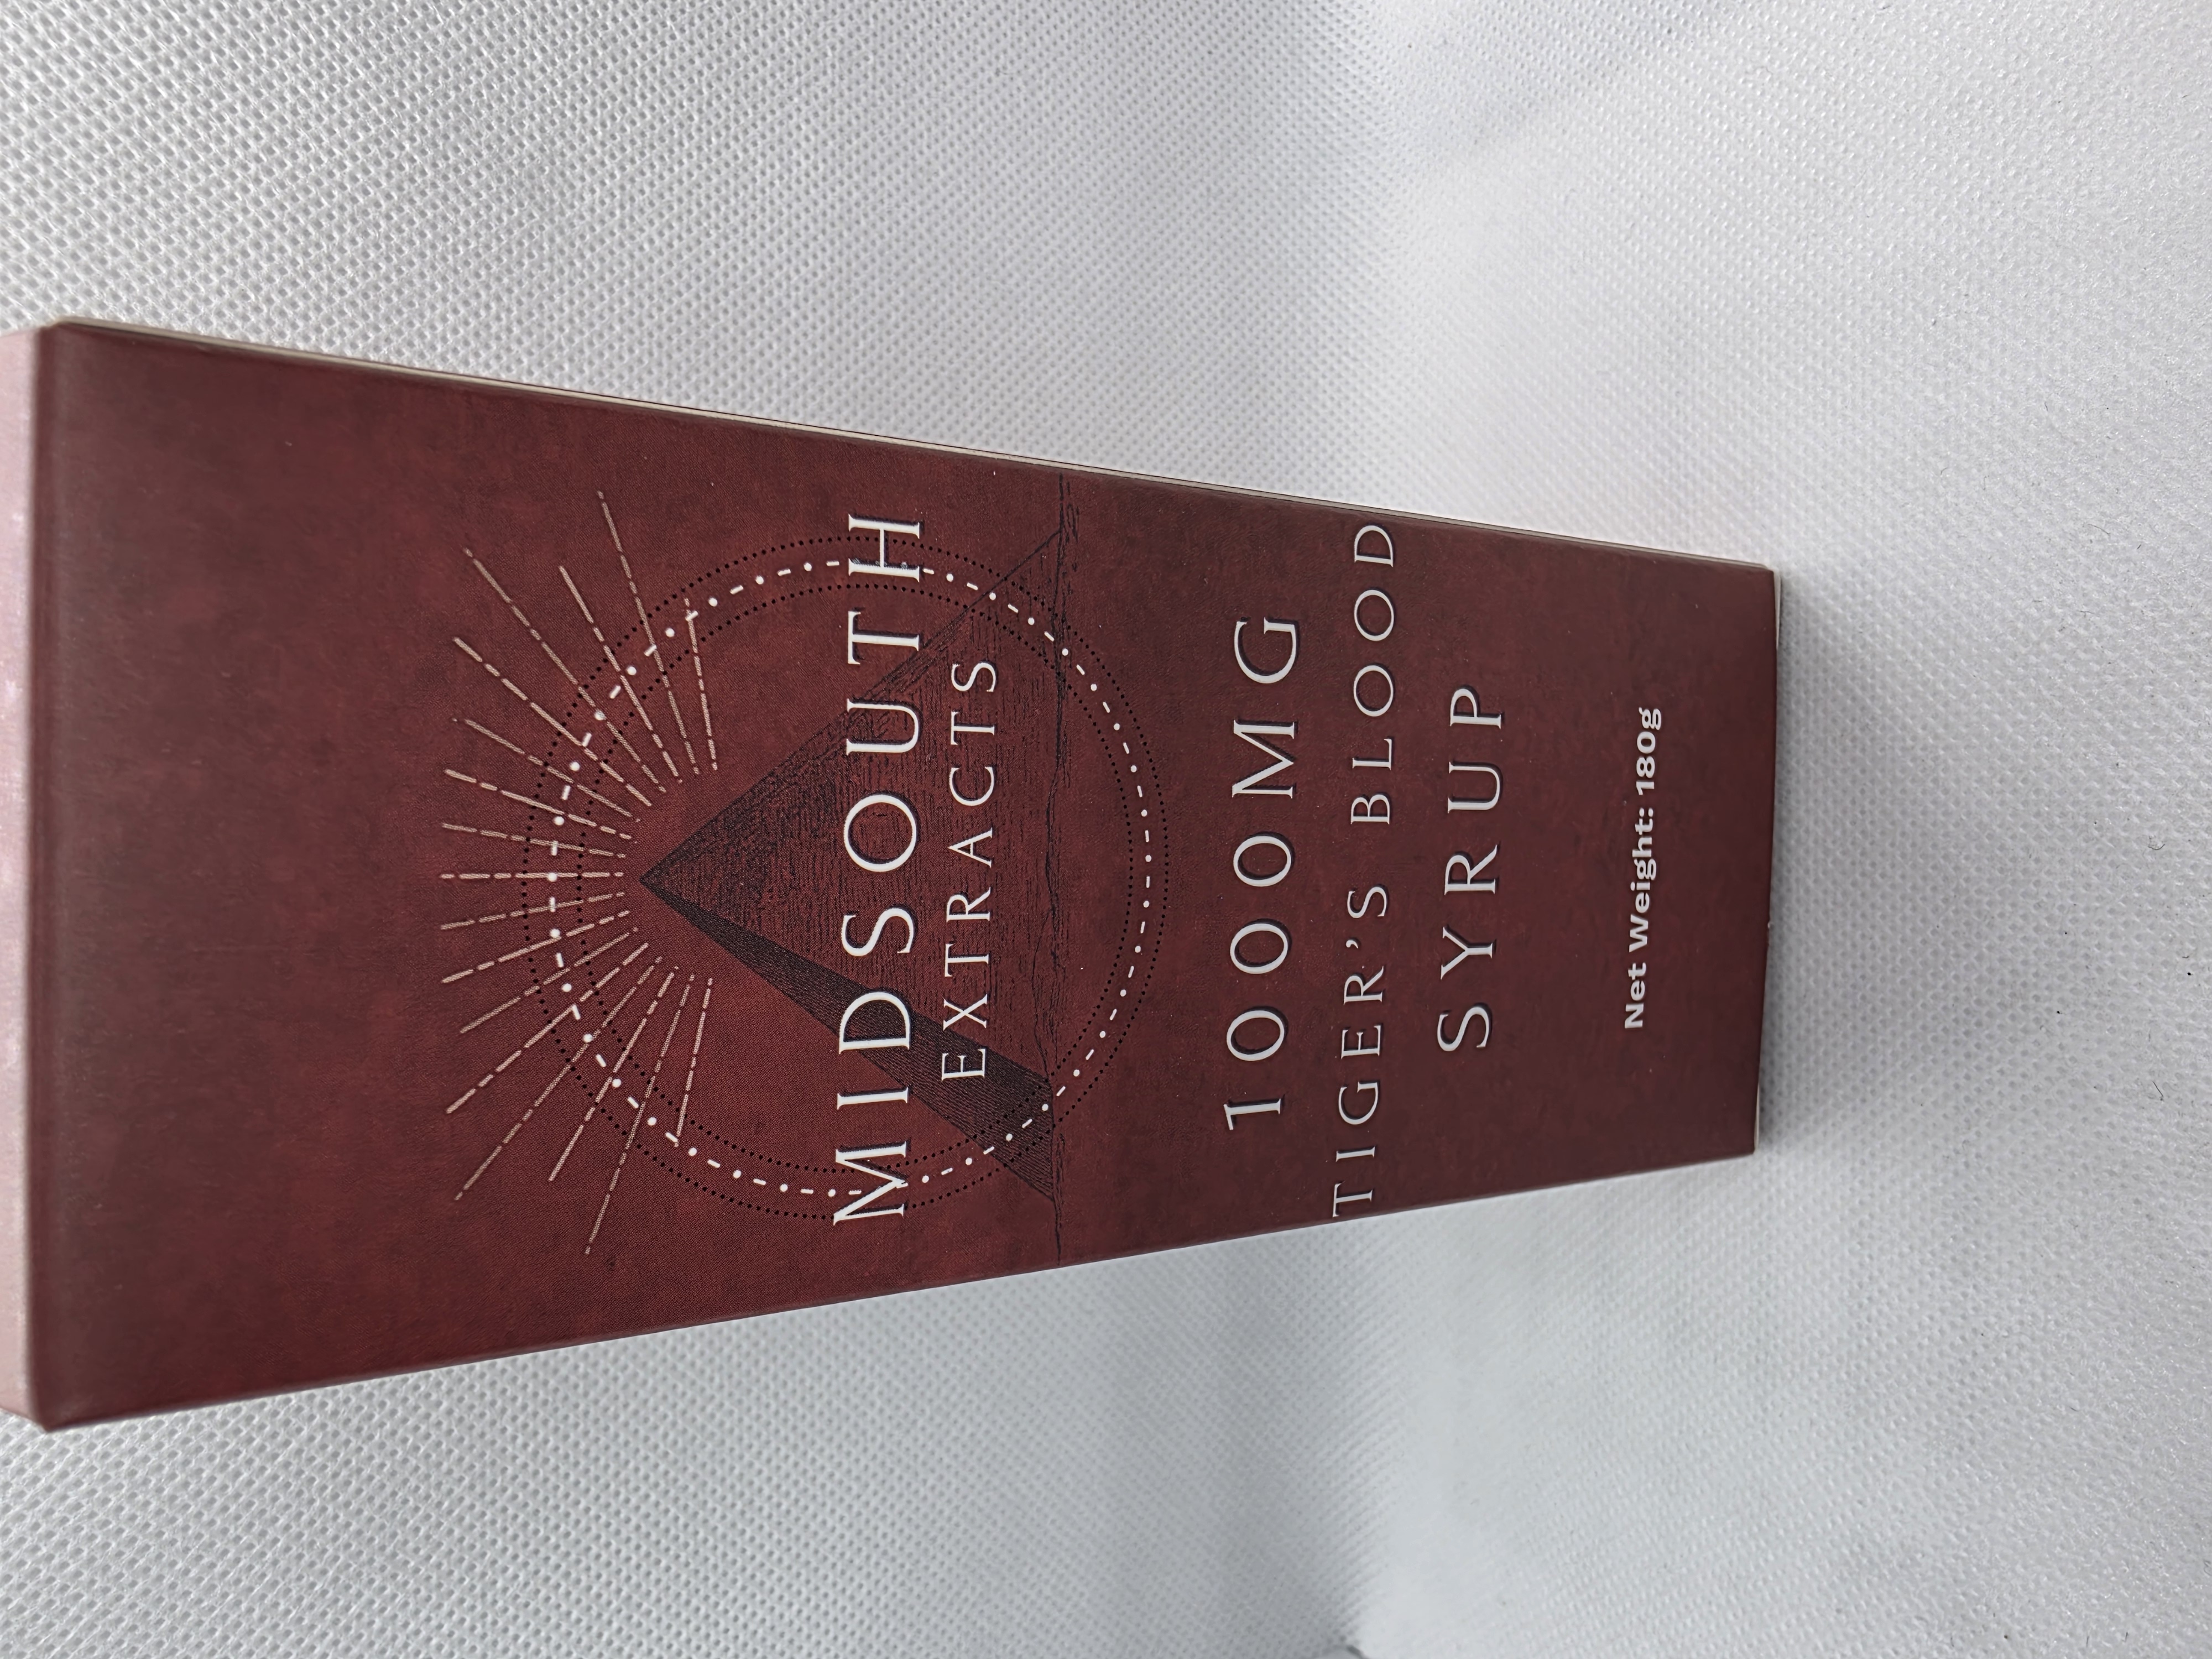 MIDSOUTH
EXTRACTS
1000MG
TIGER'S BLOOD
SYRUP
Net Weight: 180g